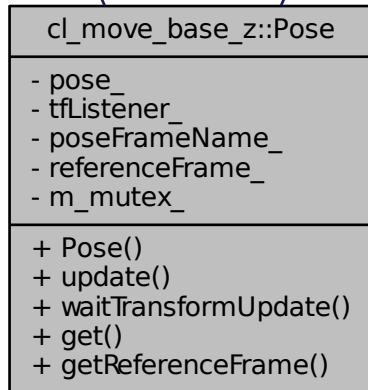 cl_move_base_z::Pose
- pose_
- tfListener_
- poseFrameName_
- referenceFrame_
- m_mutex_
+ Pose()
+ update()
+ waitTransformUpdate()
+ get()
+ getReferenceFrame()